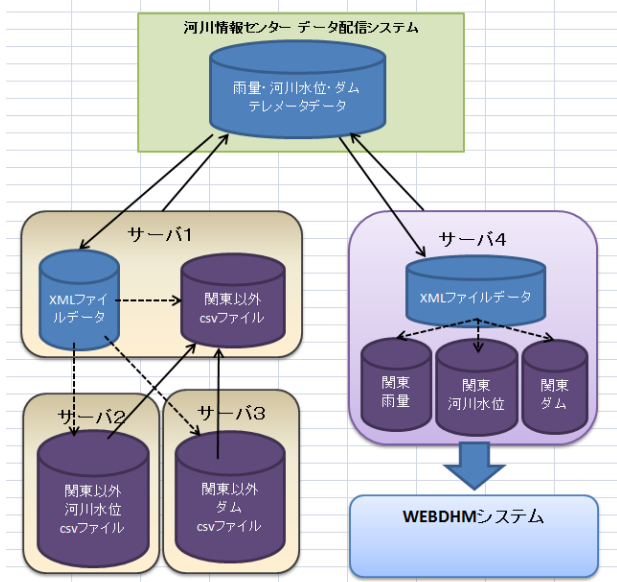 河川情報センター データ配信システム
雨量・河川水位・ダム
テレメータデータ
サーバ1
XMLファイ
ルデータ
関東以外
csvファイル
サーバ4
XMLファイルデータ
関東
雨量
関東
河川水位
関東
ダム
サーバ2
関東以外
河川水位
csvファイル
サーバ3
関東以外
ダム
csvファイル
WEBDHMシステム